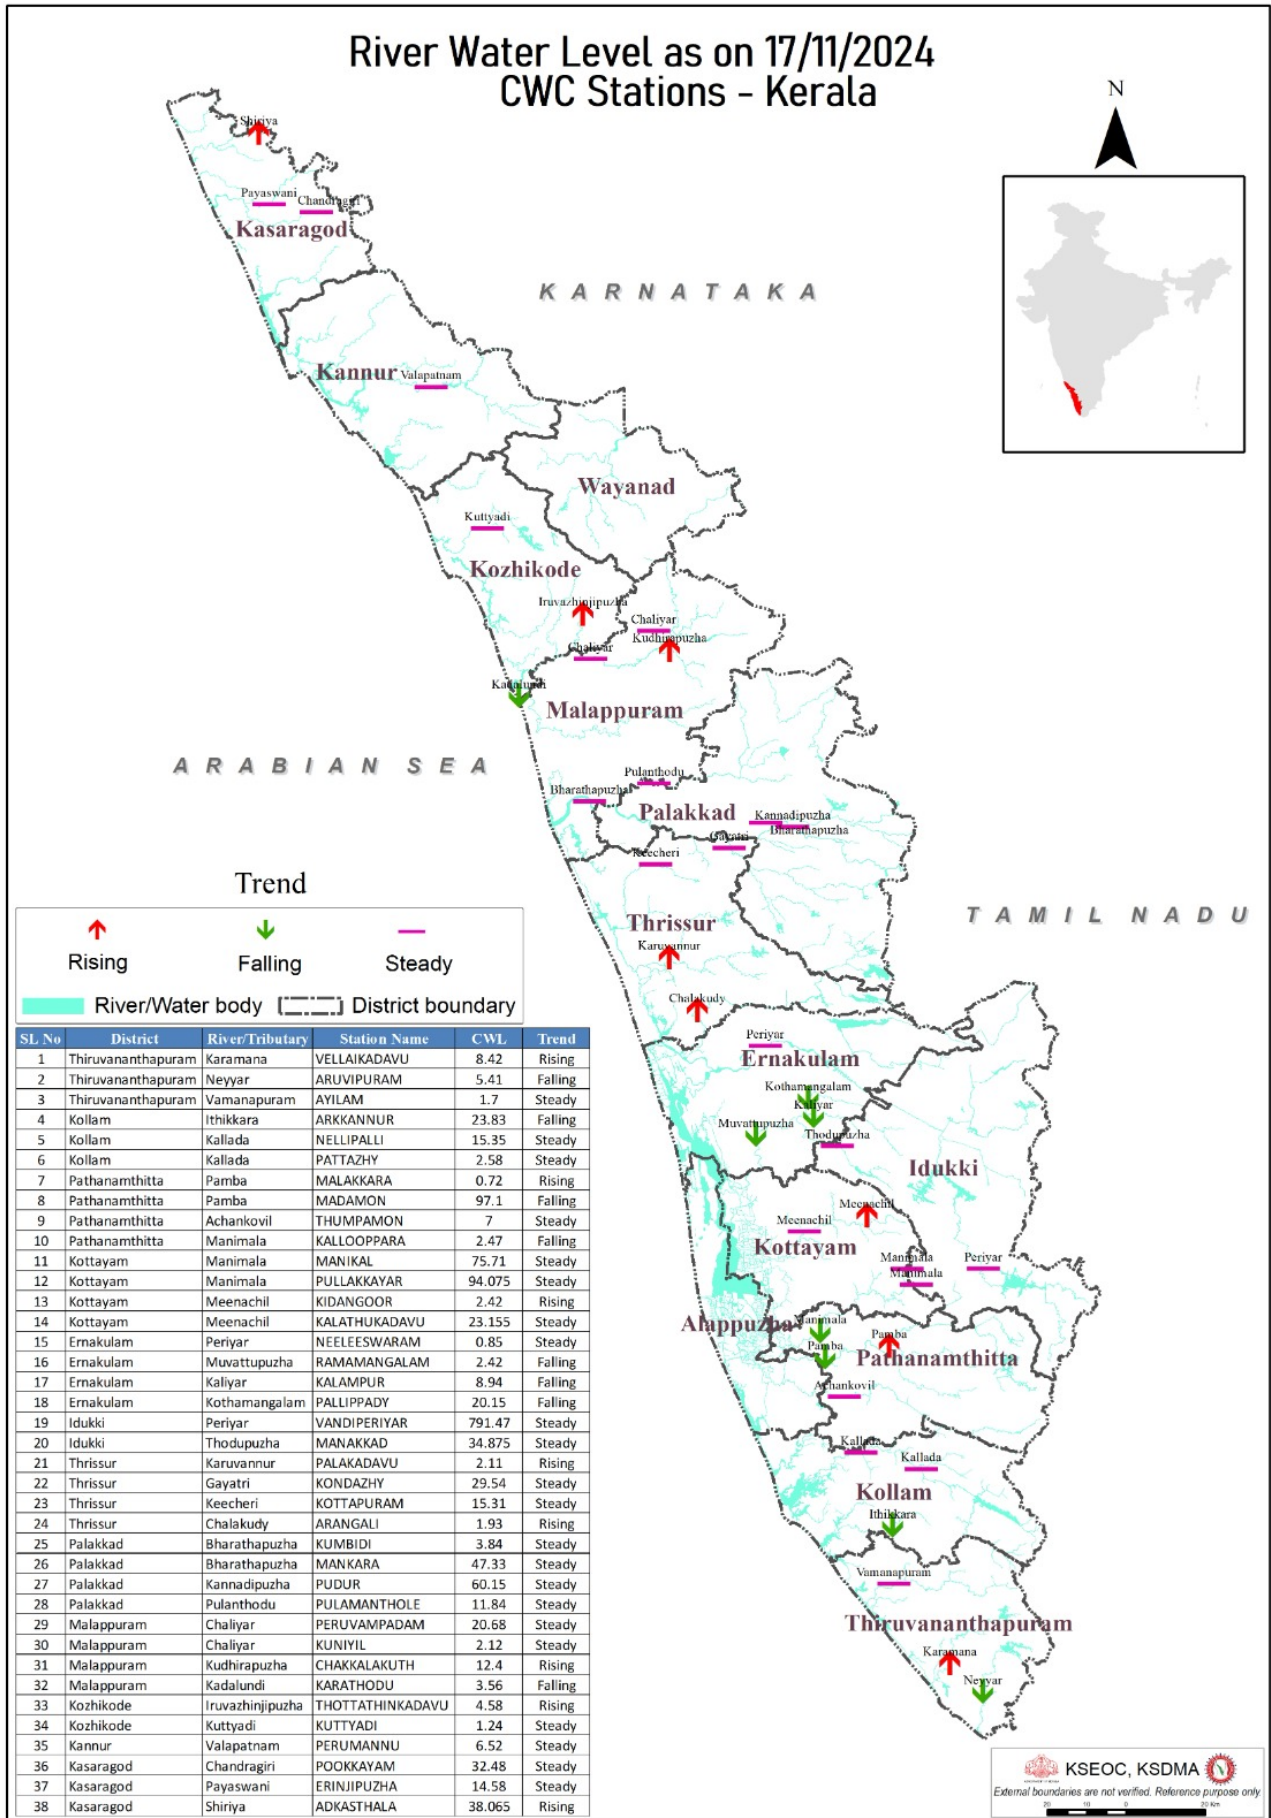 River Water Level as on 17/11/2024
CWC Stations - Kerala
N
Shiriya
Payaswani
Chandragiri
Kasaragod
KARNATAKA
Kannur
Valapatnam
Wayanad
Kuttyadi
Kozhikode
Iruvazhinjipuzha
Chaliyar
Kudhirapuzha
Chaliyar
Kadalundi
Malappuram
ARABIAN SEA
Pulanthodu
Bharathapuzha
Palakkad
Kannadipuzha
Bharathapuzha
Gayatri
Keecheri
Thrissur
TAMIL NADU
Karuvannur
Chalakudy
Periyar
Ernakulam
Kothamangalam
Kaliyar
Muvattupuzha
Thodupuzha
Idukki
Meenachil
Meenachil
Kottayam
Manimala
Periyar
Manimala
Alappuzha
Manimala
Pamba
Pamba
Pathanamthitta
Achankovil
Kallada
Kallada
Kollam
Ithikkara
Vamanapuram
Thiruvananthapuram
Karamana
Neyyar
Trend
Rising Falling Steady
River/Water body District boundary
SL No District River/Tributary Station Name CWL Trend
1 Thiruvananthapuram Karamana VELLAIKADAVU 8.42 Rising
2 Thiruvananthapuram Neyyar ARUVIPURAM 5.41 Falling
3 Thiruvananthapuram Vamanapuram AYILAM 1.7 Steady
4 Kollam Ithikkara ARKKANNUR 23.83 Falling
5 Kollam Kallada NELLIPALLI 15.35 Steady
6 Kollam Kallada PATTAZHY 2.58 Steady
7 Pathanamthitta Pamba MALAKKARA 0.72 Rising
8 Pathanamthitta Pamba MADAMON 97.1 Falling
9 Pathanamthitta Achankovil THUMPAMON 7 Steady
10 Pathanamthitta Manimala KALLOOPPARA 2.47 Falling
11 Kottayam Manimala MANIKAL 75.71 Steady
12 Kottayam Manimala PULLAKKAYAR 94.075 Steady
13 Kottayam Meenachil KIDANGOOR 2.42 Rising
14 Kottayam Meenachil KALATHUKADAVU 23.155 Steady
15 Ernakulam Periyar NEELEESWARAM 0.85 Steady
16 Ernakulam Muvattupuzha RAMAMANGALAM 2.42 Falling
17 Ernakulam Kaliyar KALAMPUR 8.94 Falling
18 Ernakulam Kothamangalam PALLIPPADY 20.15 Falling
19 Idukki Periyar VANDIPERIYAR 791.47 Steady
20 Idukki Thodupuzha MANAKKAD 34.875 Steady
21 Thrissur Karuvannur PALAKADAVU 2.11 Rising
22 Thrissur Gayatri KONDAZHY 29.54 Steady
23 Thrissur Keecheri KOTTAPURAM 15.31 Steady
24 Thrissur Chalakudy ARANGALI 1.93 Rising
25 Palakkad Bharathapuzha KUMBIDI 3.84 Steady
26 Palakkad Bharathapuzha MANKARA 47.33 Steady
27 Palakkad Kannadipuzha PUDUR 60.15 Steady
28 Palakkad Pulanthodu PULAMANTHOLE 11.84 Steady
29 Malappuram Chaliyar PERUVAMPADAM 20.68 Steady
30 Malappuram Chaliyar KUNIYIL 2.12 Steady
31 Malappuram Kudhirapuzha CHAKKALAKUTH 12.4 Rising
32 Malappuram Kadalundi KARATHODU 3.56 Falling
33 Kozhikode Iruvazhinjipuzha THOTTATHINKADAVU 4.58 Rising
34 Kozhikode Kuttyadi KUTTYADI 1.24 Steady
35 Kannur Valapatnam PERUMANNU 6.52 Steady
36 Kasaragod Chandragiri POOKKAYAM 32.48 Steady
37 Kasaragod Payaswani ERINJIPUZHA 14.58 Steady
38 Kasaragod Shiriya ADKASTHALA 38.065 Rising
KSEOC, KSDMA
External boundaries are not verified. Reference purpose only
20 10 0 20 Km